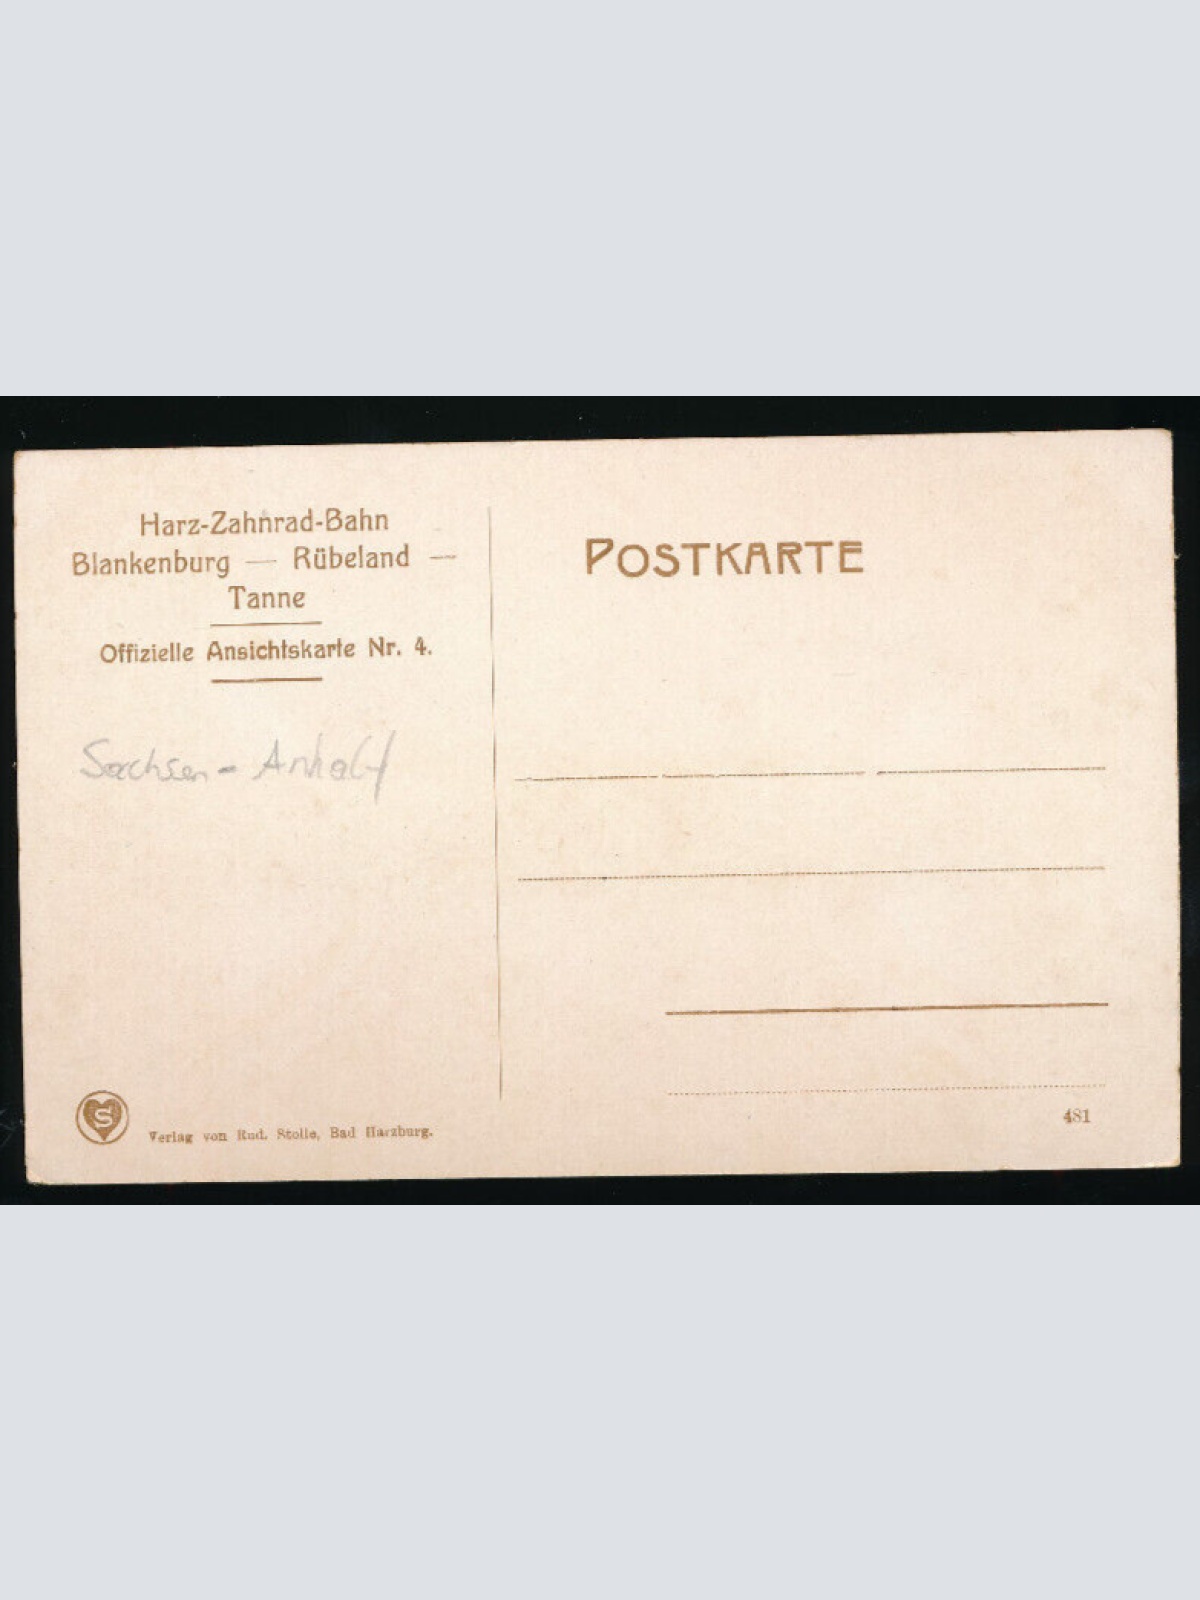 Harz-Zahnrad-Bahn
Blankenburg — Rübeland —
Tanne
Offizielle Ansichtskarte Nr. 4.
Sachsen - Anhalt
S
Verlag von Rud. Stolle, Bad Harzburg.
POSTKARTE
481